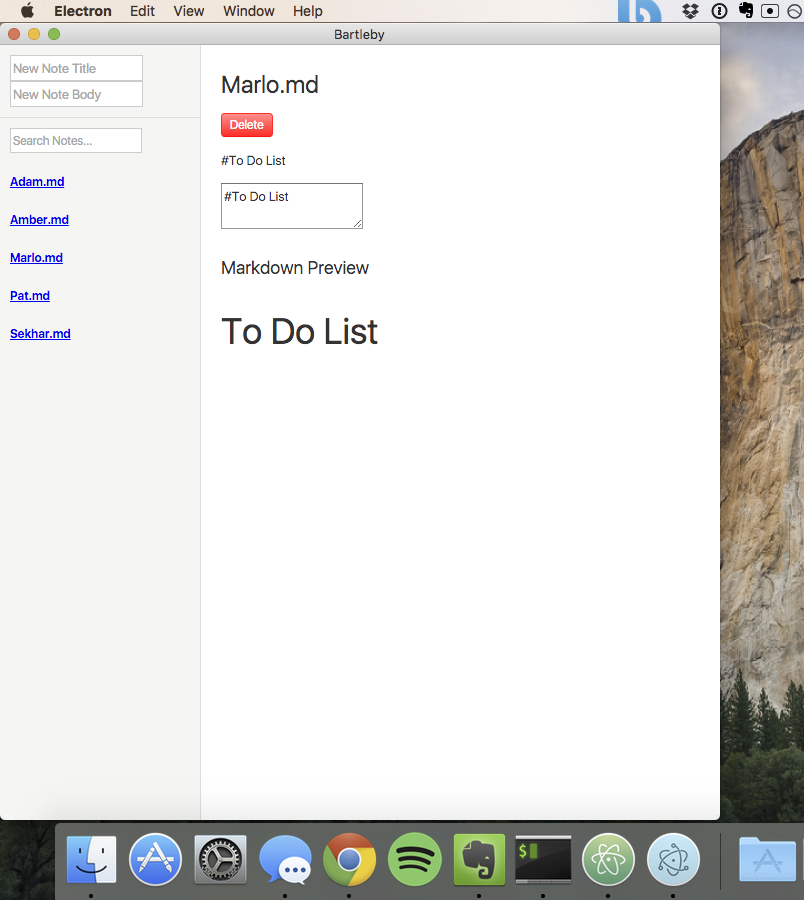 Electron Edit View Window Help
Bartleby
New Note Title
New Note Body
Search Notes...
Adam.md
Amber.md
Marlo.md
Pat.md
Sekhar.md
Marlo.md
Delete
#To Do List
#To Do List
Markdown Preview
To Do List
$